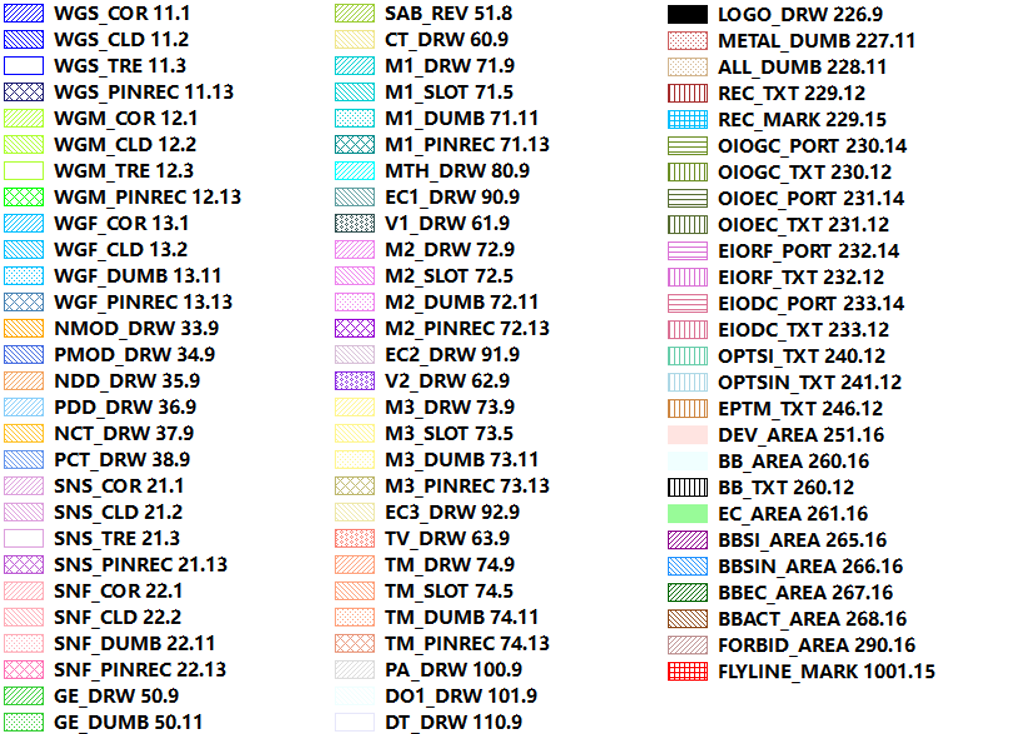 WGS_COR 11.1
WGS_CLD 11.2
WGS_TRE 11.3
WGS_PINREC 11.13
WGM_COR 12.1
WGM_CLD 12.2
WGM_TRE 12.3
WGM_PINREC 12.13
WGF_COR 13.1
WGF_CLD 13.2
WGF_DUMB 13.11
WGF_PINREC 13.13
NMOD_DRW 33.9
PMOD_DRW 34.9
NDD_DRW 35.9
PDD_DRW 36.9
NCT_DRW 37.9
PCT_DRW 38.9
SNS_COR 21.1
SNS_CLD 21.2
SNS_TRE 21.3
SNS_PINREC 21.13
SNF_COR 22.1
SNF_CLD 22.2
SNF_DUMB 22.11
SNF_PINREC 22.13
GE_DRW 50.9
GE_DUMB 50.11
SAB_REV 51.8
CT_DRW 60.9
M1_DRW 71.9
M1_SLOT 71.5
M1_DUMB 71.11
M1_PINREC 71.13
MTH_DRW 80.9
EC1_DRW 90.9
V1_DRW 61.9
M2_DRW 72.9
M2_SLOT 72.5
M2_DUMB 72.11
M2_PINREC 72.13
EC2_DRW 91.9
V2_DRW 62.9
M3_DRW 73.9
M3_SLOT 73.5
M3_DUMB 73.11
M3_PINREC 73.13
EC3_DRW 92.9
TV_DRW 63.9
TM_DRW 74.9
TM_SLOT 74.5
TM_DUMB 74.11
TM_PINREC 74.13
PA_DRW 100.9
DO1_DRW 101.9
DT_DRW 110.9
LOGO_DRW 226.9
METAL_DUMB 227.11
ALL_DUMB 228.11
REC_TXT 229.12
REC_MARK 229.15
OIOGC_PORT 230.14
OIOGC_TXT 230.12
OIOEC_PORT 231.14
OIOEC_TXT 231.12
EIORF_PORT 232.14
EIORF_TXT 232.12
EIODC_PORT 233.14
EIODC_TXT 233.12
OPTSI_TXT 240.12
OPTSIN_TXT 241.12
EPTM_TXT 246.12
DEV_AREA 251.16
BB_AREA 260.16
BB_TXT 260.12
EC_AREA 261.16
BBSI_AREA 265.16
BBSIN_AREA 266.16
BBEC_AREA 267.16
BBACT_AREA 268.16
FORBID_AREA 290.16
FLYLINE_MARK 1001.15